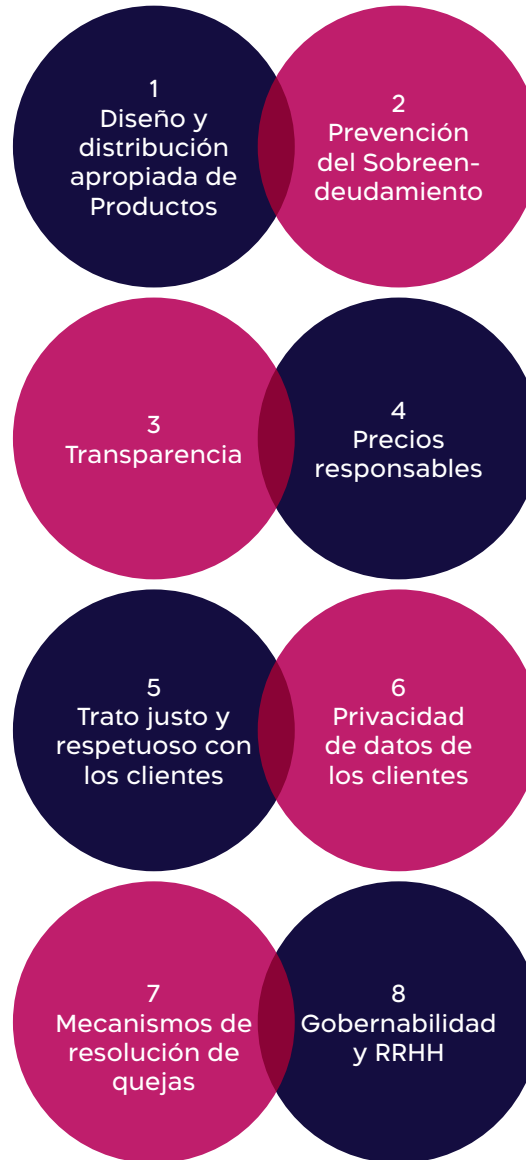 1
Diseño y
distribución
apropiada de
Productos
2
Prevención
del Sobreen-
deudamiento
3
Transparencia
4
Precios
responsables
5
Trato justo y
respetuoso con
los clientes
6
Privacidad
de datos de
los clientes
7
Mecanismos de
resolución de
quejas
8
Gobernabilidad
y RRHH